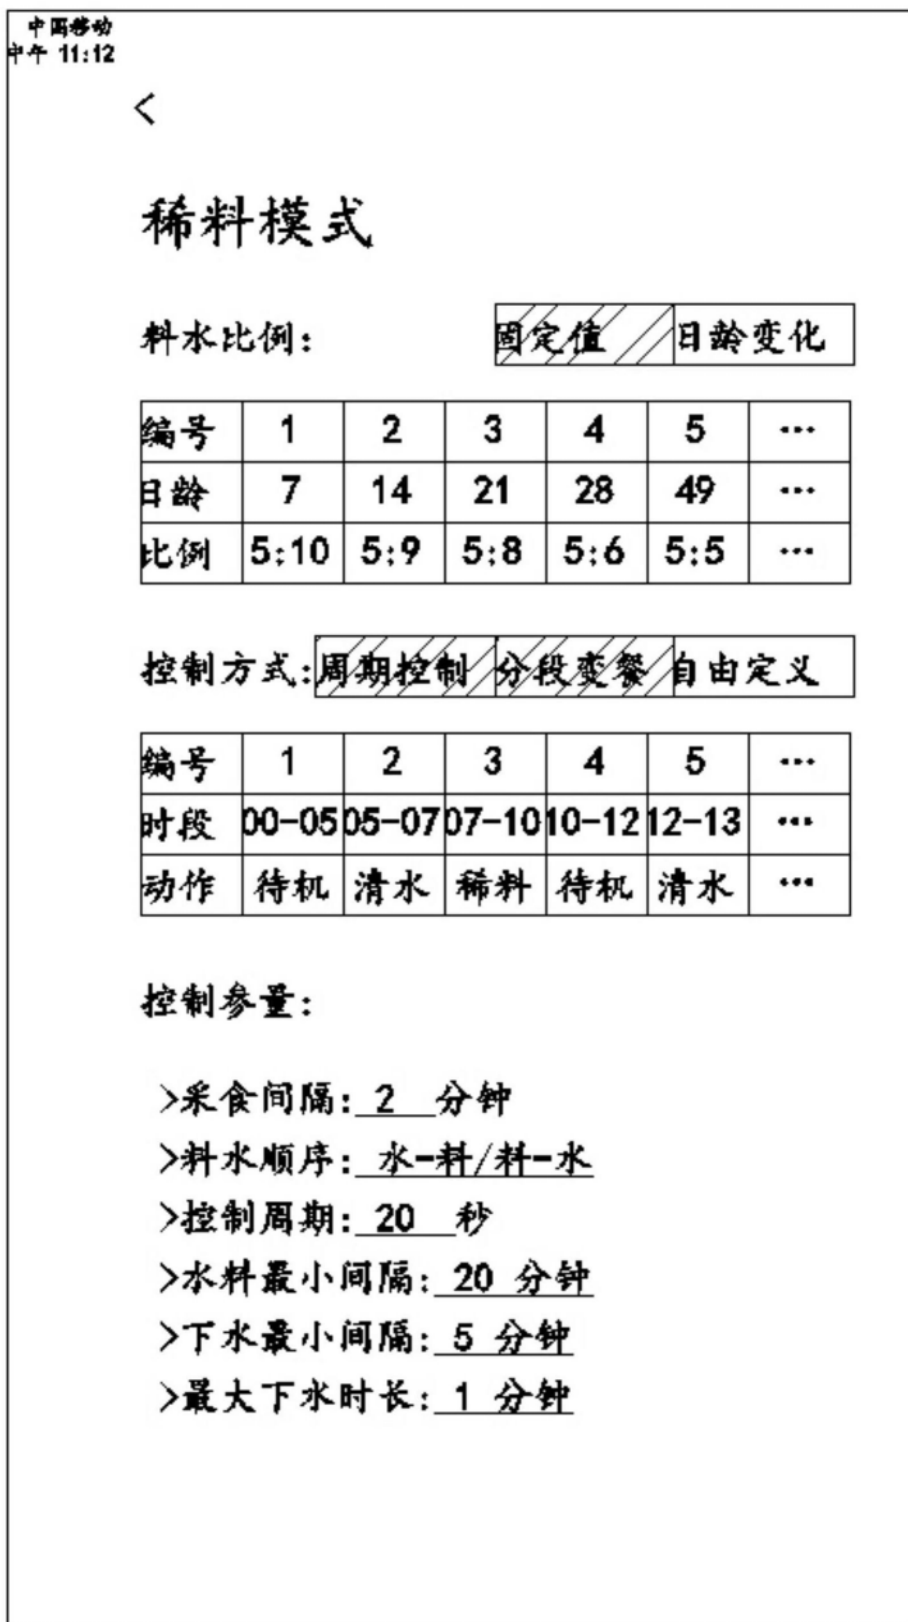 中国移动
中午 11:12
<
稀料模式
料水比例: 固定值 日龄变化
编号 1 2 3 4 5 ···
日龄 7 14 21 28 49 ···
比例 5:10 5:9 5:8 5:6 5:5 ···
控制方式: 周期控制 分段变餐 自由定义
编号 1 2 3 4 5 ···
时段 00-05 05-07 07-10 10-12 12-13 ···
动作 待机 清水 稀料 待机 清水 ···
控制参量:
>采食间隔: 2 分钟
>料水顺序: 水-料/料-水
>控制周期: 20 秒
>水料最小间隔: 20 分钟
>下水最小间隔: 5 分钟
>最大下水时长: 1 分钟